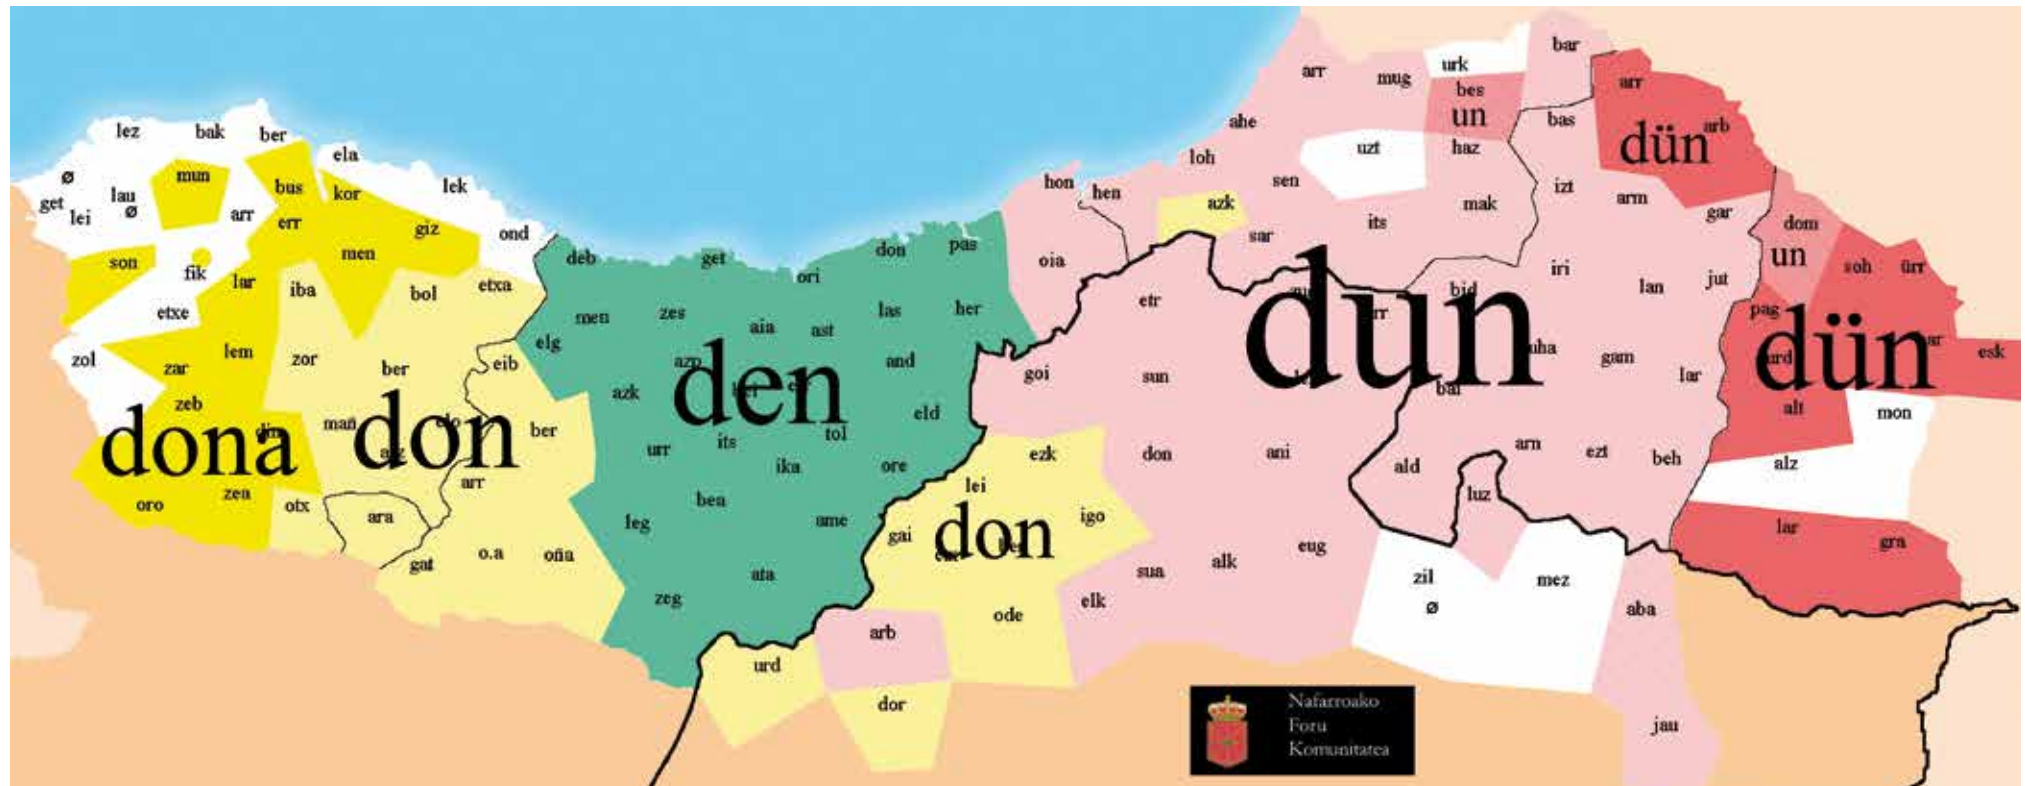 bar
urk
arr
mug
arr
bes
un
lez
bak
ber
ahe
bas
dün
arb
ela
loh
uzt
haz
ø
mun
lek
hon
hen
sen
izt
get
lau
bus
kor
azk
mak
arm
lei
ø
arr
err
giz
its
gar
dom
ond
sar
son
men
deb
get
don
pas
oia
un
fik
ori
iri
soh
ürr
lar
iba
bol
etxa
etr
bid
lan
jut
etxe
men
zes
aia
ast
las
her
dun
pag
zol
lem
zor
elg
gam
dün
esk
zar
ber
eib
den
and
goi
sun
lar
zeb
azk
eld
bai
alt
mon
dona
don
mañ
ber
urr
its
tol
ezk
don
ani
arn
ezt
beh
alz
ika
ore
ald
oro
zea
otx
arr
ara
bea
lei
luz
leg
ame
gai
don
igo
lar
gra
gat
o.a
oña
ata
sua
alk
eug
zil
ø
mez
zeg
elk
ode
aba
arb
urd
dor
jau
Nafarroako
Foru
Komunitatea